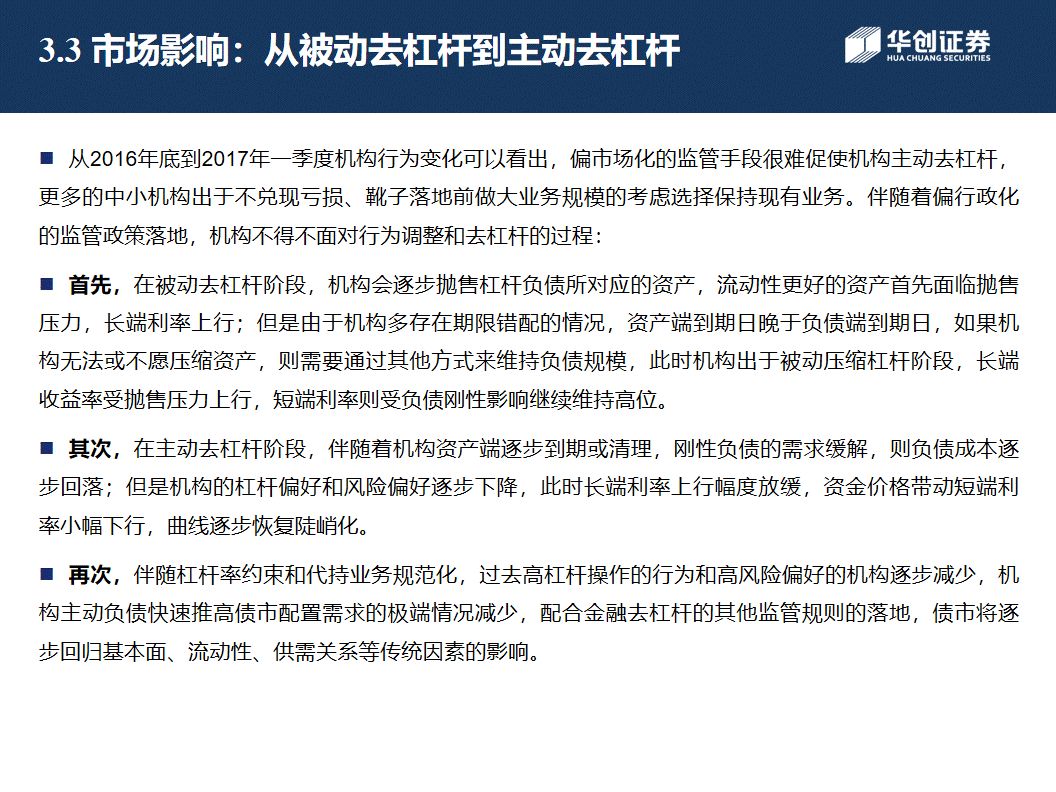 3.3 市场影响：从被动去杠杆到主动去杠杆
华创证券
HUA CHUANG SECURITIES
■ 从2016年底到2017年一季度机构行为变化可以看出，偏市场化的监管手段很难促使机构主动去杠杆，
更多的中小机构出于不兑现亏损、靴子落地前做大业务规模的考虑选择保持现有业务。伴随着偏行政化
的监管政策落地，机构不得不面对行为调整和去杠杆的过程：
■ 首先，在被动去杠杆阶段，机构会逐步抛售杠杆负债所对应的资产，流动性更好的资产首先面临抛售
压力，长端利率上行；但是由于机构多存在期限错配的情况，资产端到期日晚于负债端到期日，如果机
构无法或不愿压缩资产，则需要通过其他方式来维持负债规模，此时机构出于被动压缩杠杆阶段，长端
收益率受抛售压力上行，短端利率则受负债刚性影响继续维持高位。
■ 其次，在主动去杠杆阶段，伴随着机构资产端逐步到期或清理，刚性负债的需求缓解，则负债成本逐
步回落；但是机构的杠杆偏好和风险偏好逐步下降，此时长端利率上行幅度放缓，资金价格带动短端利
率小幅下行，曲线逐步恢复陡峭化。
■ 再次，伴随杠杆率约束和代持业务规范化，过去高杠杆操作的行为和高风险偏好的机构逐步减少，机
构主动负债快速推高债市配置需求的极端情况减少，配合金融去杠杆的其他监管规则的落地，债市将逐
步回归基本面、流动性、供需关系等传统因素的影响。